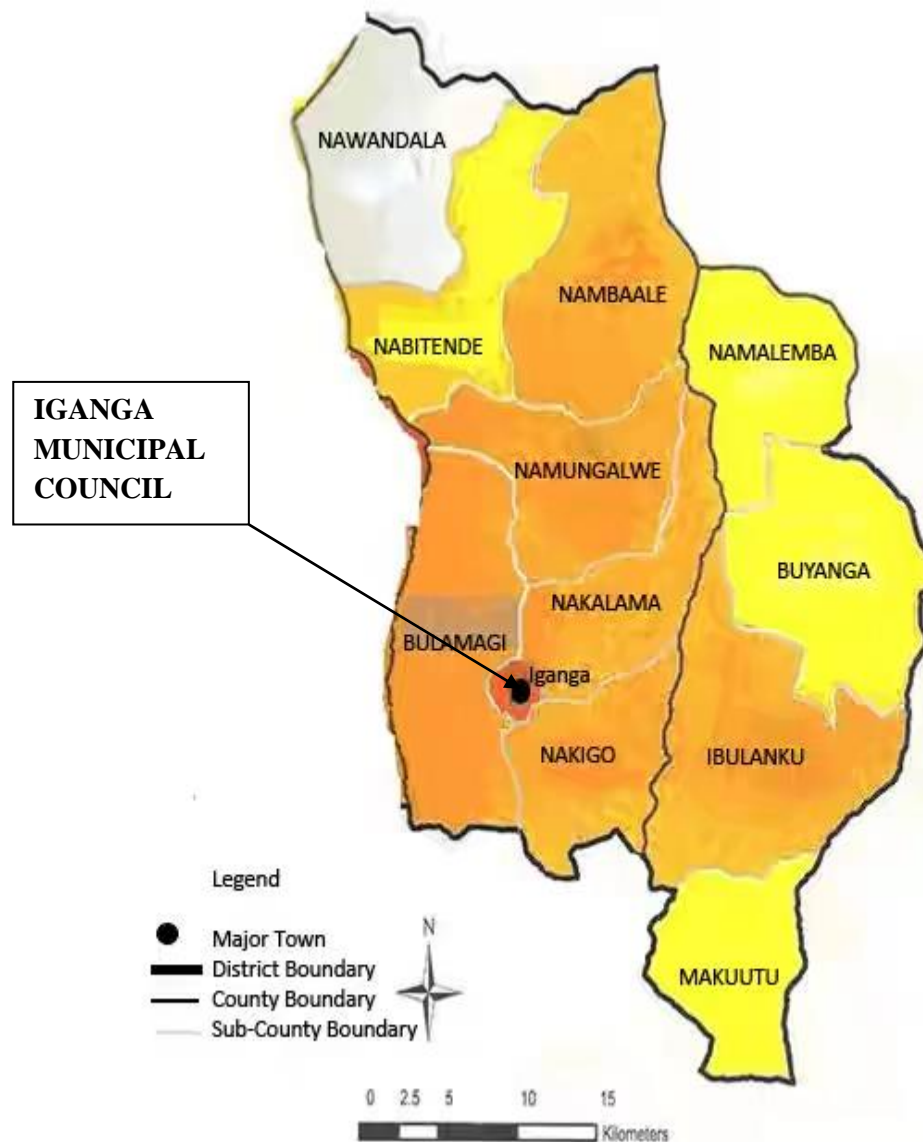 NAWANDALA
NAMBAALE
NABITENDE
NAMALEMBA
IGANGA
MUNICIPAL
COUNCIL
NAMUNGALWE
BUYANGA
NAKALAMA
BULAMAGI
Iganga
NAKIGO
IBULANKU
Legend
N
Major Town
District Boundary
County Boundary
Sub-County Boundary
MAKUUTU
0 2.5 5 10 15
Kilometers